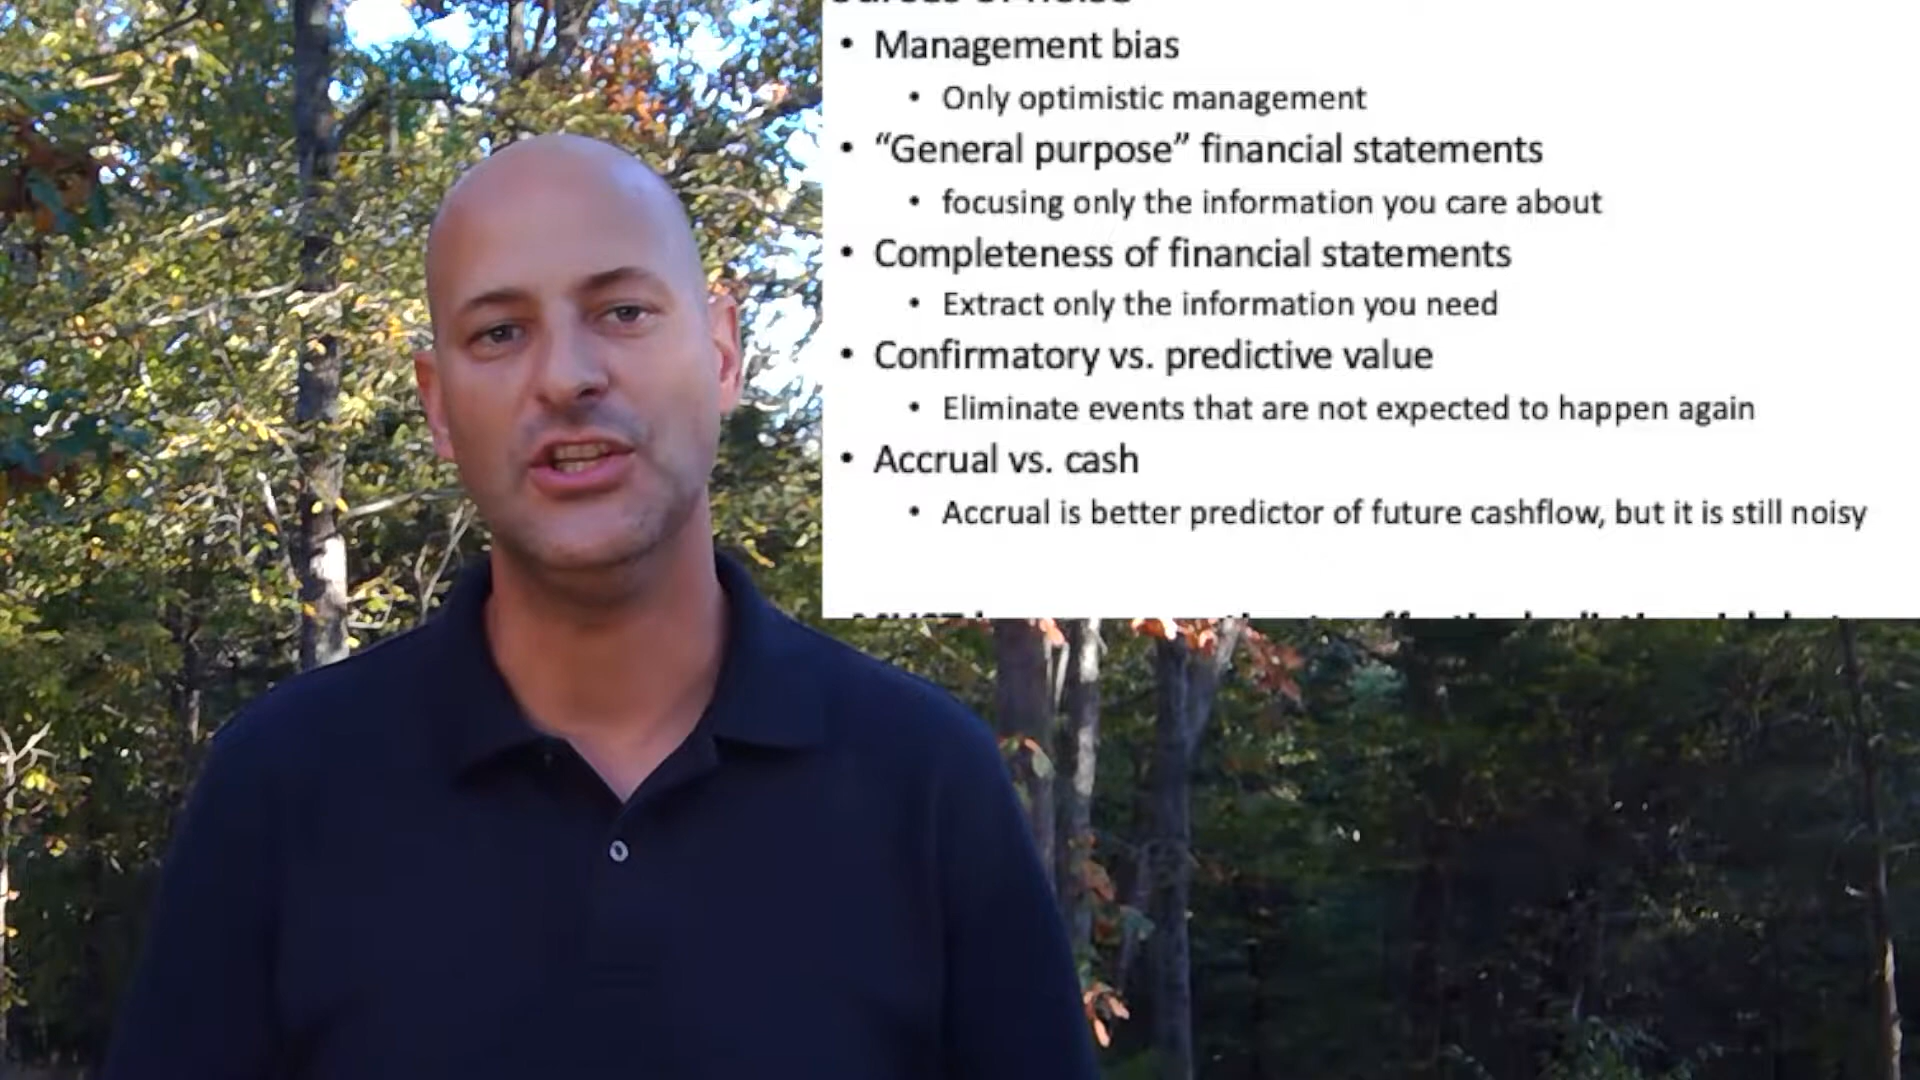 • Management bias
• Only optimistic management
• “General purpose” financial statements
• focusing only the information you care about
• Completeness of financial statements
• Extract only the information you need
• Confirmatory vs. predictive value
• Eliminate events that are not expected to happen again
• Accrual vs. cash
• Accrual is better predictor of future cashflow, but it is still noisy